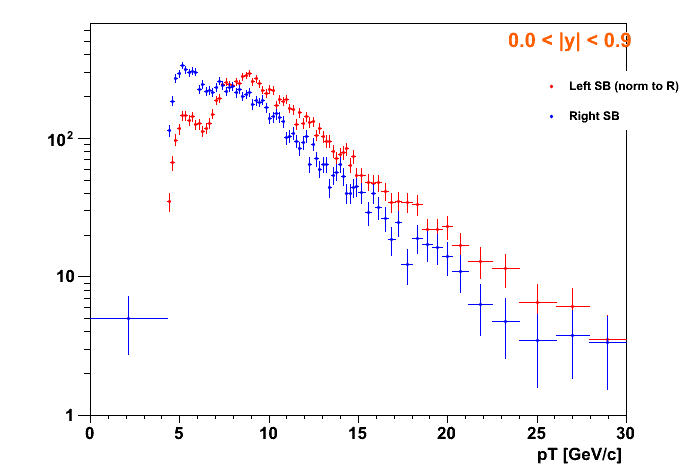 0.0 < |y| < 0.9
Left SB (norm to R)
Right SB
10²
10
1
0 5 10 15 20 25 30
pT [GeV/c]